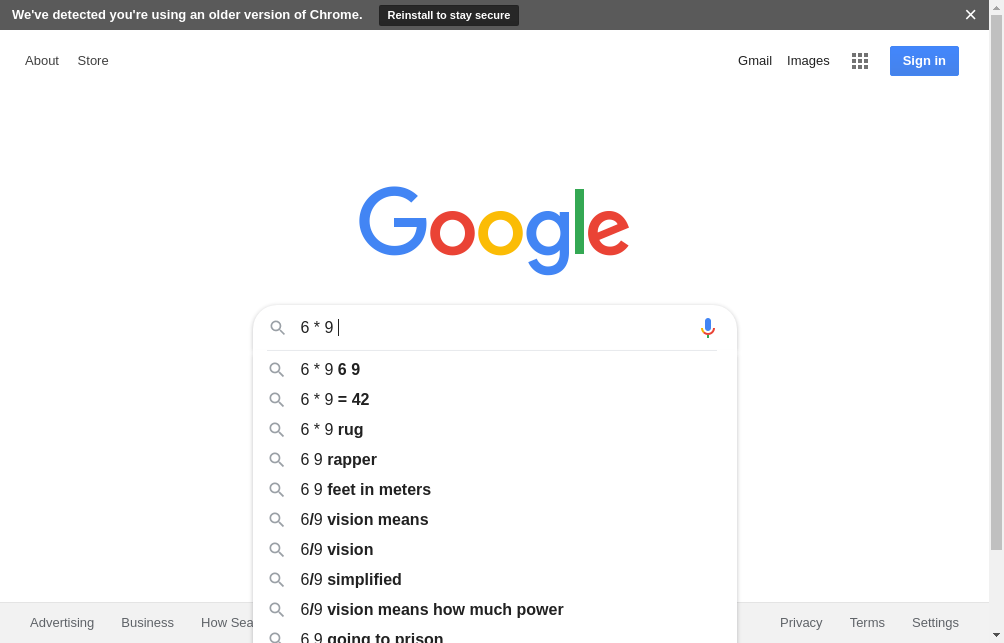 We've detected you're using an older version of Chrome. Reinstall to stay secure
About Store Gmail Images Sign in
Google
6 * 9
6 * 9 6 9
6 * 9 = 42
6 * 9 rug
6 9 rapper
6 9 feet in meters
6/9 vision means
6/9 vision
6/9 simplified
6/9 vision means how much power
6 9 going to prison
Advertising Business How Sea Privacy Terms Settings